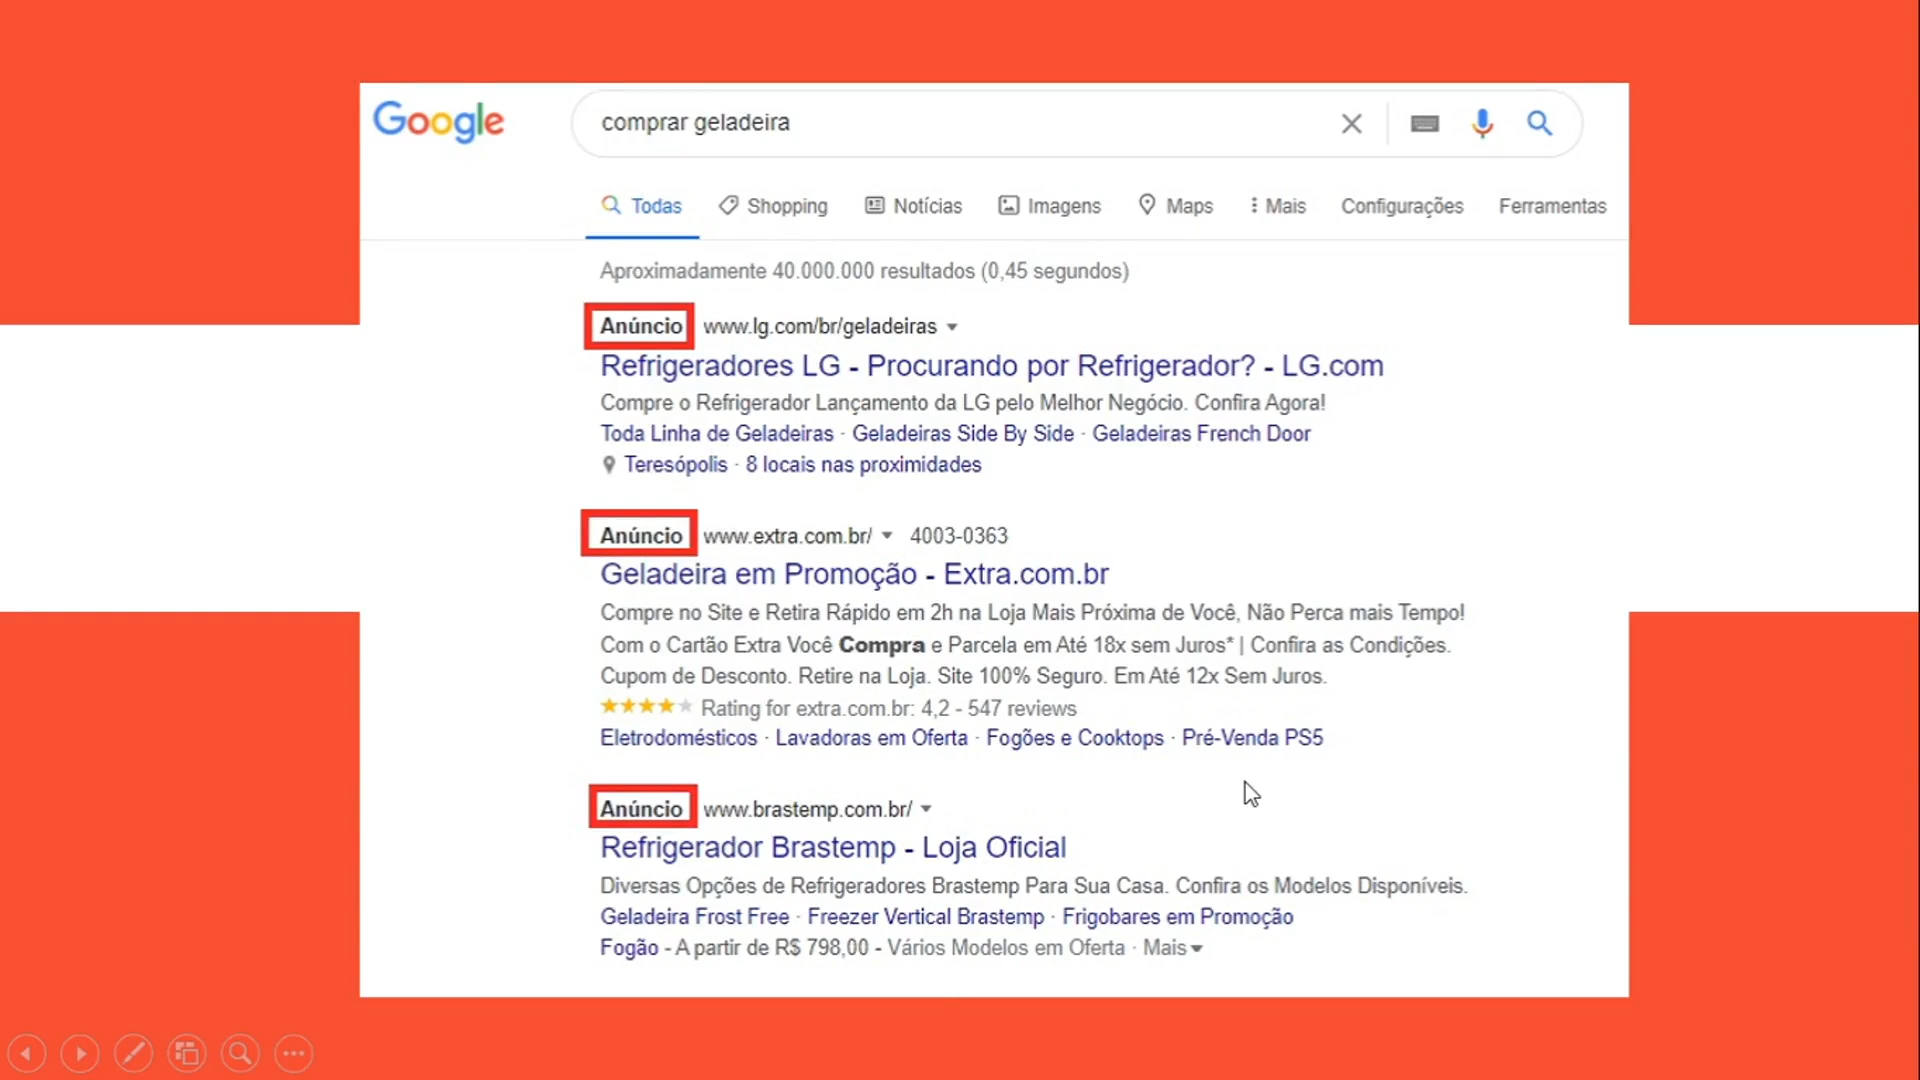 Google
comprar geladeira
Todas Shopping Notícias Imagens Maps Mais Configurações Ferramentas
Aproximadamente 40.000.000 resultados (0,45 segundos)
Anúncio www.lg.com/br/geladeiras
Refrigeradores LG - Procurando por Refrigerador? - LG.com
Compre o Refrigerador Lançamento da LG pelo Melhor Negócio. Confira Agora!
Toda Linha de Geladeiras · Geladeiras Side By Side · Geladeiras French Door
Teresópolis · 8 locais nas proximidades
Anúncio www.extra.com.br/ 4003-0363
Geladeira em Promoção - Extra.com.br
Compre no Site e Retira Rápido em 2h na Loja Mais Próxima de Você, Não Perca mais Tempo!
Com o Cartão Extra Você Compra e Parcela em Até 18x sem Juros* | Confira as Condições.
Cupom de Desconto. Retire na Loja. Site 100% Seguro. Em Até 12x Sem Juros.
Rating for extra.com.br: 4,2 - 547 reviews
Eletrodomésticos · Lavadoras em Oferta · Fogões e Cooktops · Pré-Venda PS5
Anúncio www.brastemp.com.br/
Refrigerador Brastemp - Loja Oficial
Diversas Opções de Refrigeradores Brastemp Para Sua Casa. Confira os Modelos Disponíveis.
Geladeira Frost Free · Freezer Vertical Brastemp · Frigobares em Promoção
Fogão - A partir de R$ 798,00 - Vários Modelos em Oferta · Mais